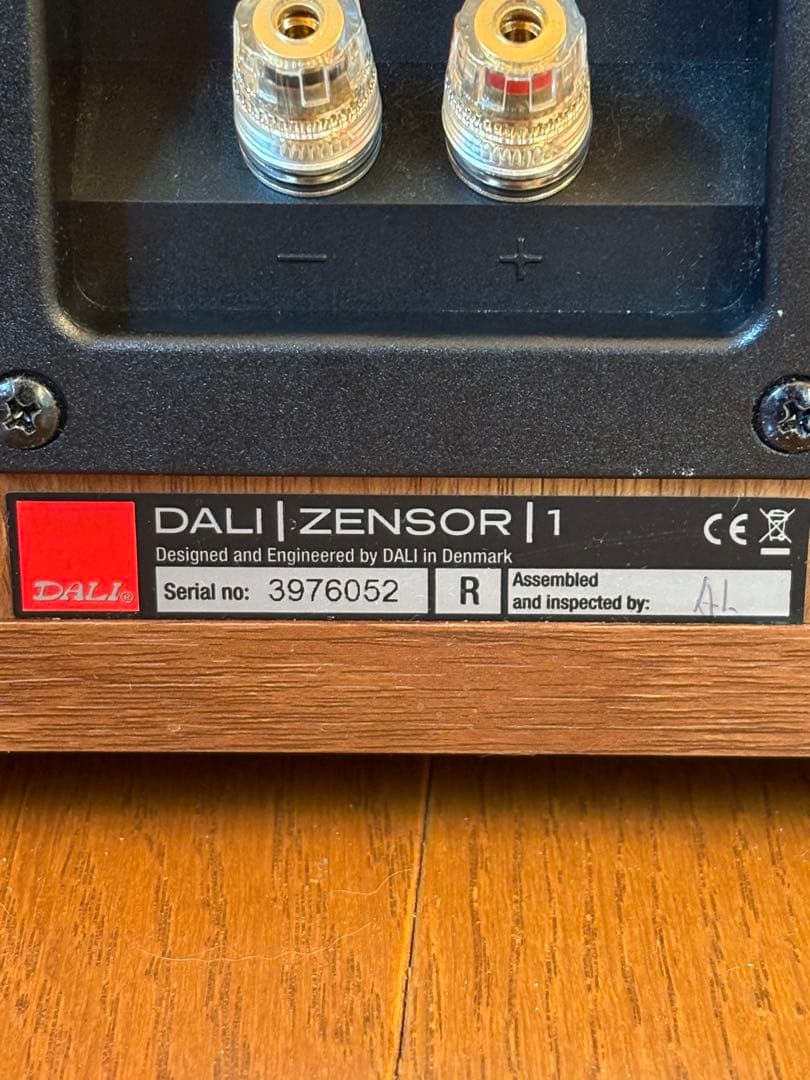 − +
DALI | ZENSOR | 1 CE
Designed and Engineered by DALI in Denmark
DALI®
Serial no: 3976052 R Assembled and inspected by: AL